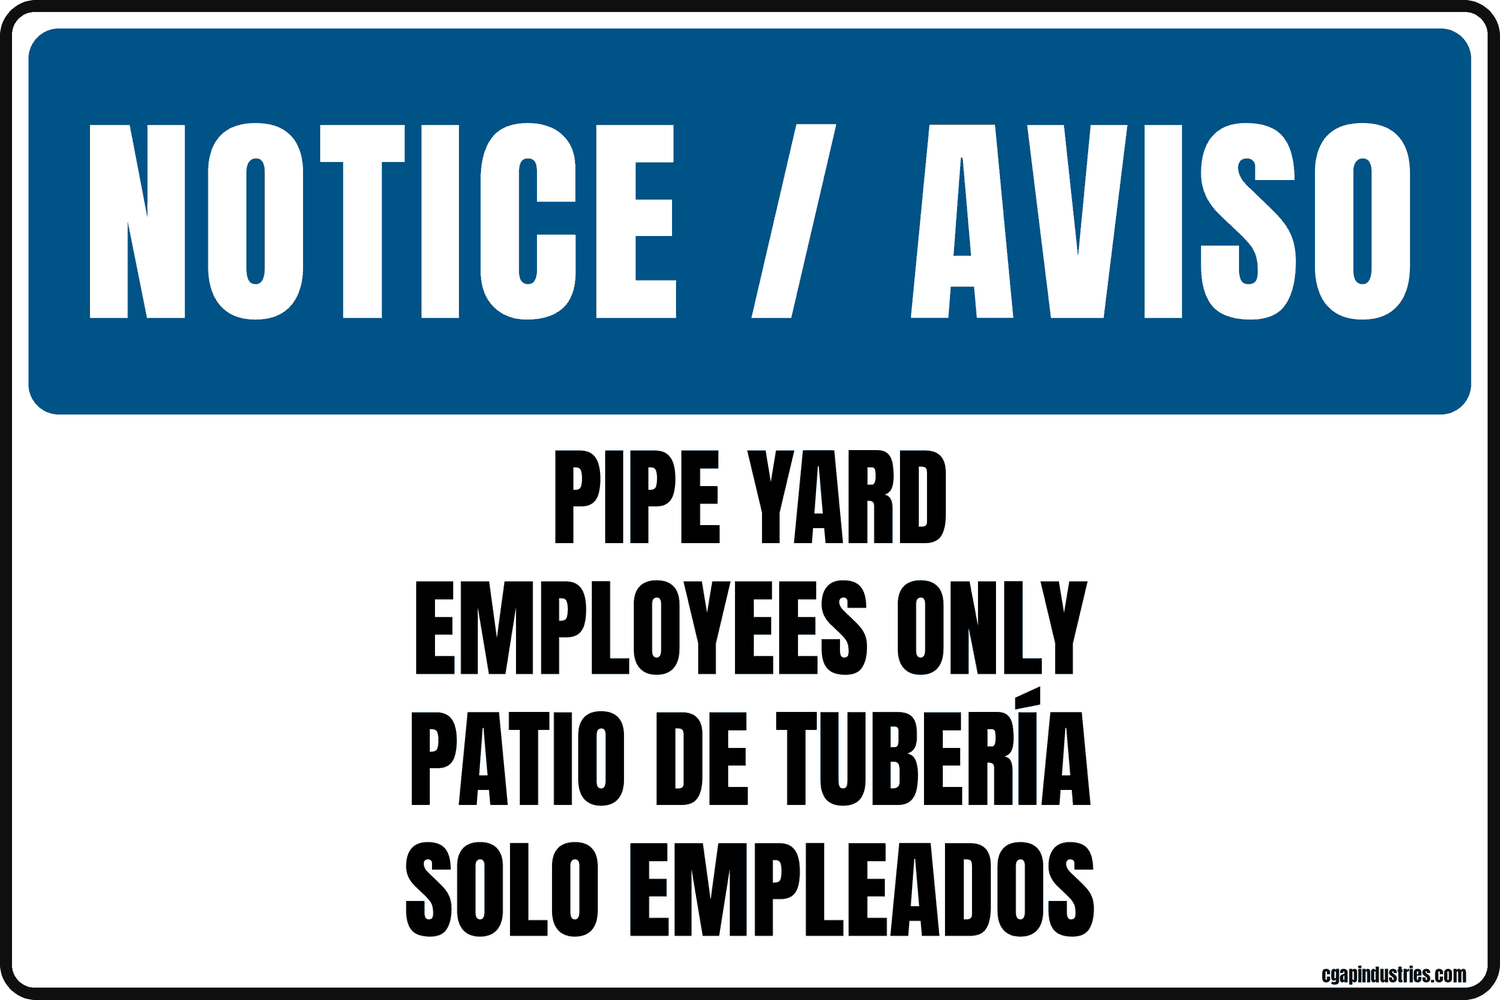 NOTICE / AVISO
PIPE YARD
EMPLOYEES ONLY
PATIO DE TUBERÍA
SOLO EMPLEADOS
cgapindustries.com